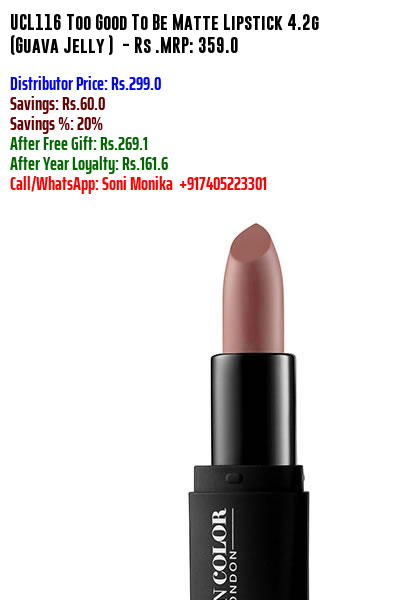 UCL116 Too Good To Be Matte Lipstick 4.2g
(Guava Jelly ) - Rs .MRP: 359.0
Distributor Price: Rs.299.0
Savings: Rs.60.0
Savings %: 20%
After Free Gift: Rs.269.1
After Year Loyalty: Rs.161.6
Call/WhatsApp: Soni Monika +917405223301
N COLOR
ONDON